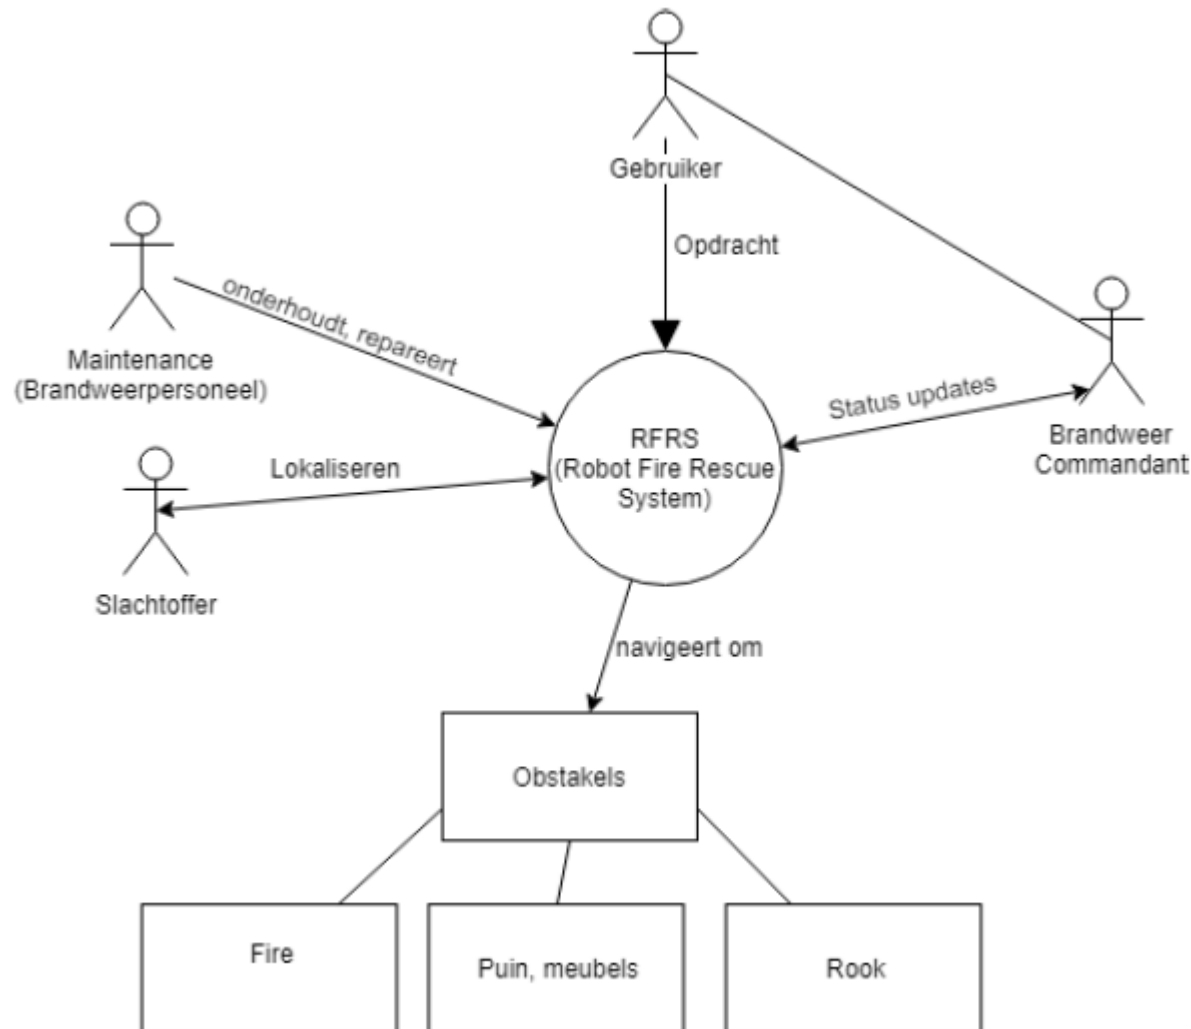 Gebruiker
Opdracht
onderhoudt, repareert
Maintenance
(Brandweerpersoneel)
Status updates
Brandweer
Commandant
RFRS
(Robot Fire Rescue
System)
Lokaliseren
Slachtoffer
navigeert om
Obstakels
Fire
Puin, meubels
Rook